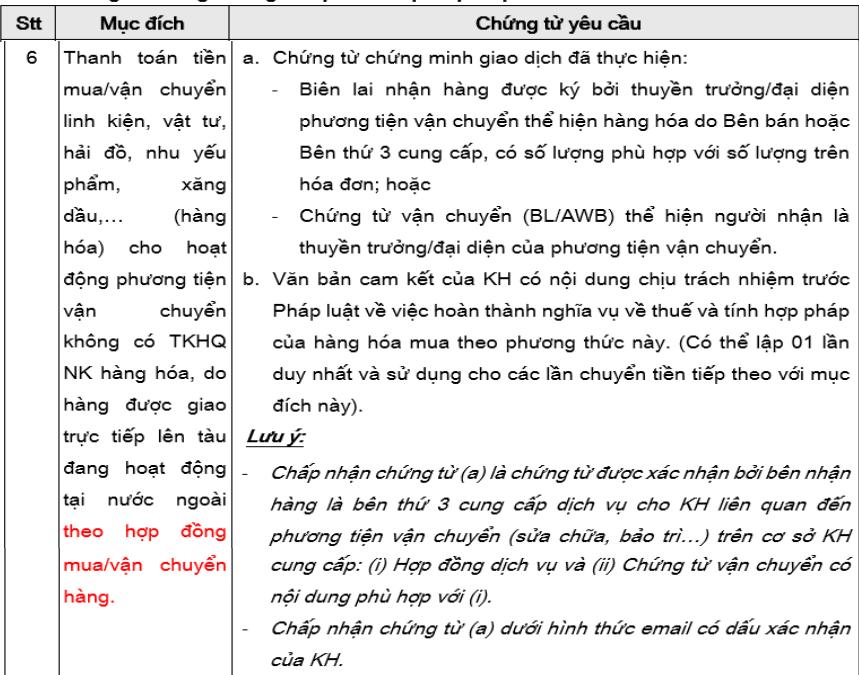 Stt Mục đích Chứng từ yêu cầu
6
Thanh toán tiền
mua/vận chuyển
linh kiện, vật tư,
hải đồ, nhu yếu
phẩm, xăng
dầu,… (hàng
hóa) cho hoạt
động phương tiện
vận chuyển
không có TKHQ
NK hàng hóa, do
hàng được giao
trực tiếp lên tàu
đang hoạt động
tại nước ngoài
theo hợp đồng
mua/vận chuyển
hàng.
a. Chứng từ chứng minh giao dịch đã thực hiện:
- Biên lai nhận hàng được ký bởi thuyền trưởng/đại diện
phương tiện vận chuyển thể hiện hàng hóa do Bên bán hoặc
Bên thứ 3 cung cấp, có số lượng phù hợp với số lượng trên
hóa đơn; hoặc
- Chứng từ vận chuyển (BL/AWB) thể hiện người nhận là
thuyền trưởng/đại diện của phương tiện vận chuyển.
b. Văn bản cam kết của KH có nội dung chịu trách nhiệm trước
Pháp luật về việc hoàn thành nghĩa vụ về thuế và tính hợp pháp
của hàng hóa mua theo phương thức này. (Có thể lập 01 lần
duy nhất và sử dụng cho các lần chuyển tiền tiếp theo với mục
đích này).
Lưu ý:
- Chấp nhận chứng từ (a) là chứng từ được xác nhận bởi bên nhận
hàng là bên thứ 3 cung cấp dịch vụ cho KH liên quan đến
phương tiện vận chuyển (sửa chữa, bảo trì…) trên cơ sở KH
cung cấp: (i) Hợp đồng dịch vụ và (ii) Chứng từ vận chuyển có
nội dung phù hợp với (i).
- Chấp nhận chứng từ (a) dưới hình thức email có dấu xác nhận
của KH.